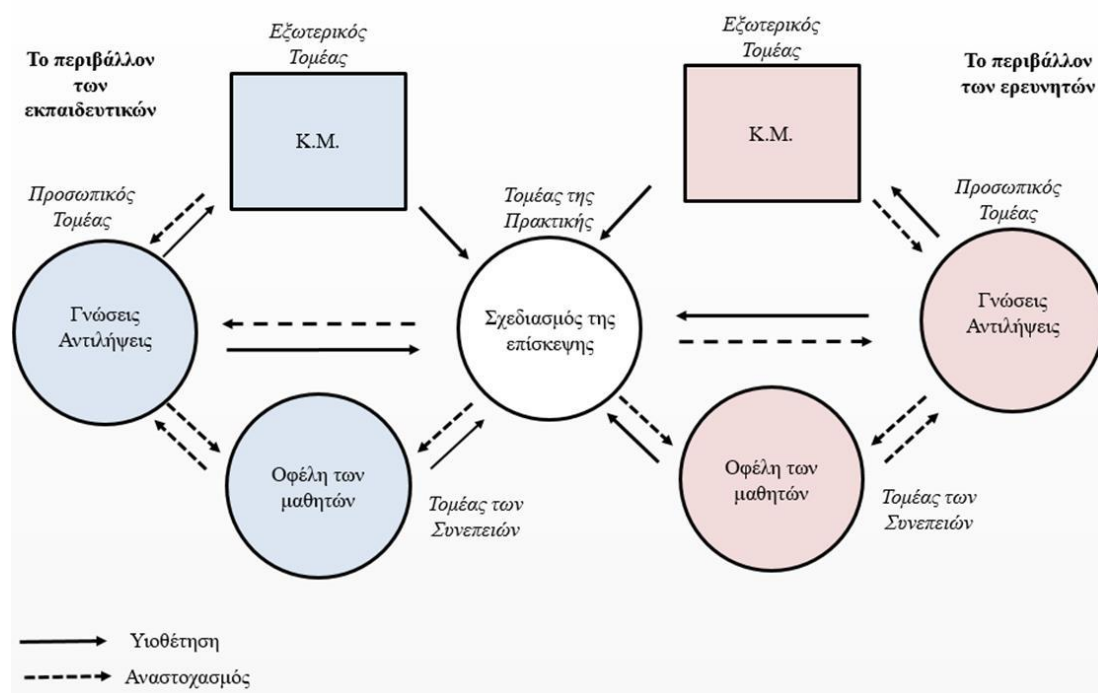 Το περιβάλλον
των
εκπαιδευτικών
Εξωτερικός
Τομέας
Κ.Μ.
Προσωπικός
Τομέας
Γνώσεις
Αντιλήψεις
Οφέλη των
μαθητών
Τομέας των
Συνεπειών
Τομέας της
Πρακτικής
Σχεδιασμός της
επίσκεψης
Εξωτερικός
Τομέας
Κ.Μ.
Το περιβάλλον
των ερευνητών
Προσωπικός
Τομέας
Γνώσεις
Αντιλήψεις
Οφέλη των
μαθητών
Τομέας των
Συνεπειών
Υιοθέτηση
Αναστοχασμός